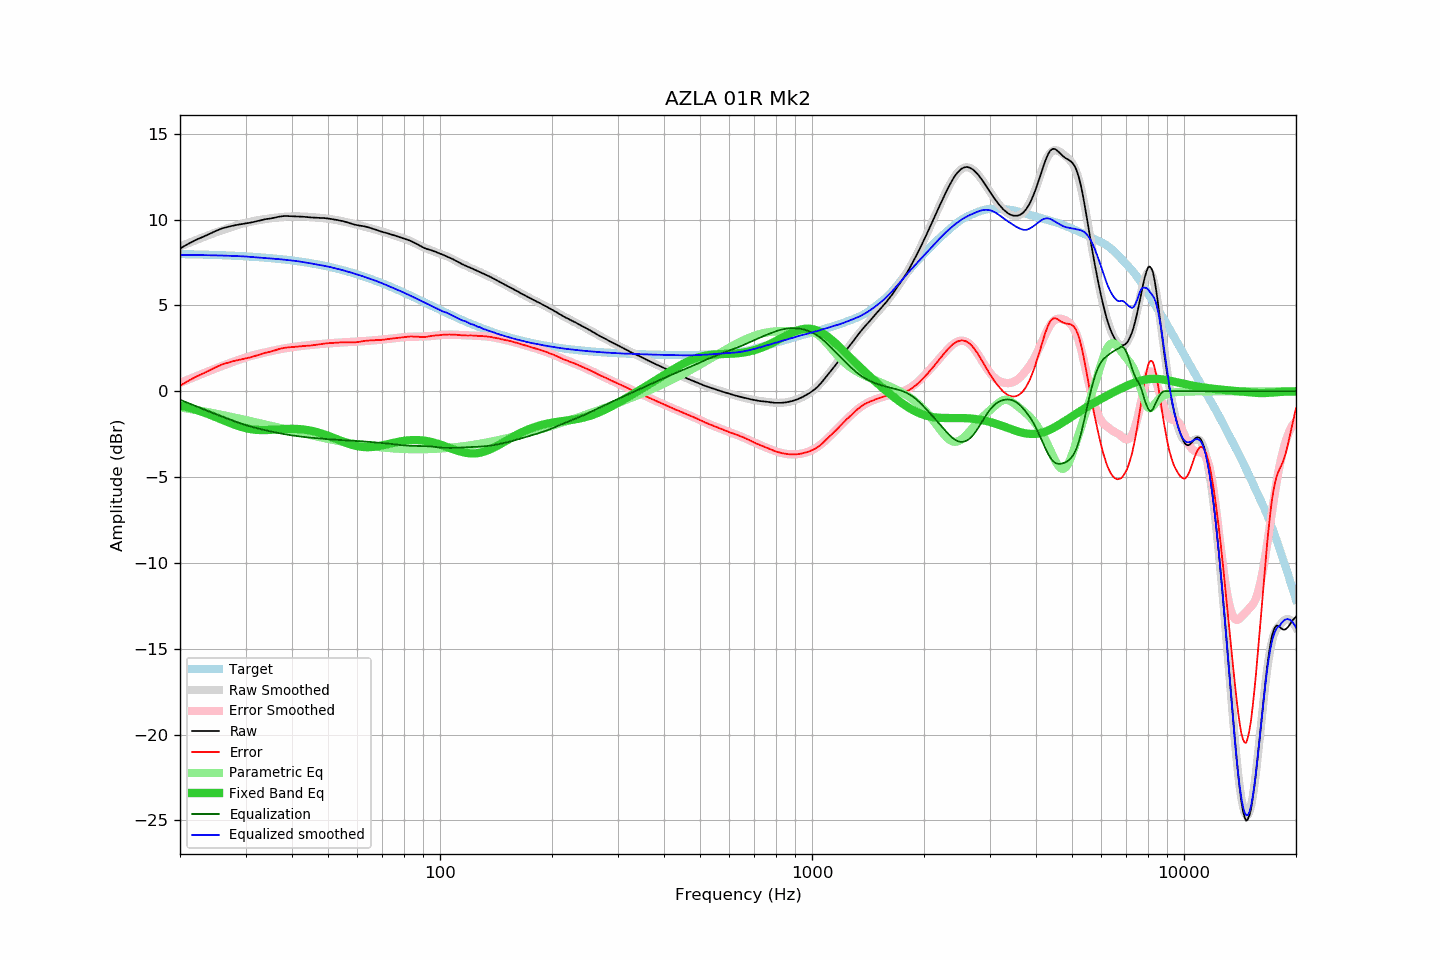 AZLA 01R Mk2
15
10
5
0
−5
−10
−15
−20
−25
Amplitude (dBr)
Target
Raw Smoothed
Error Smoothed
Raw
Error
Parametric Eq
Fixed Band Eq
Equalization
Equalized smoothed
100 1000 10000
Frequency (Hz)